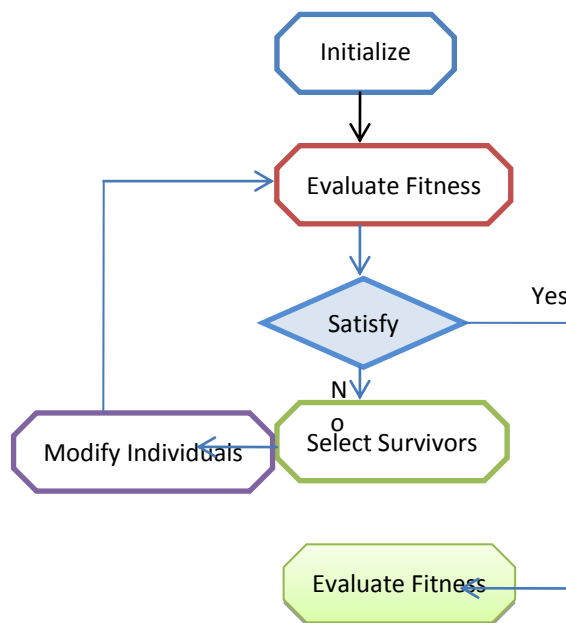 Initialize
Evaluate Fitness
Satisfy
Yes
N
o
Select Survivors
Modify Individuals
Evaluate Fitness